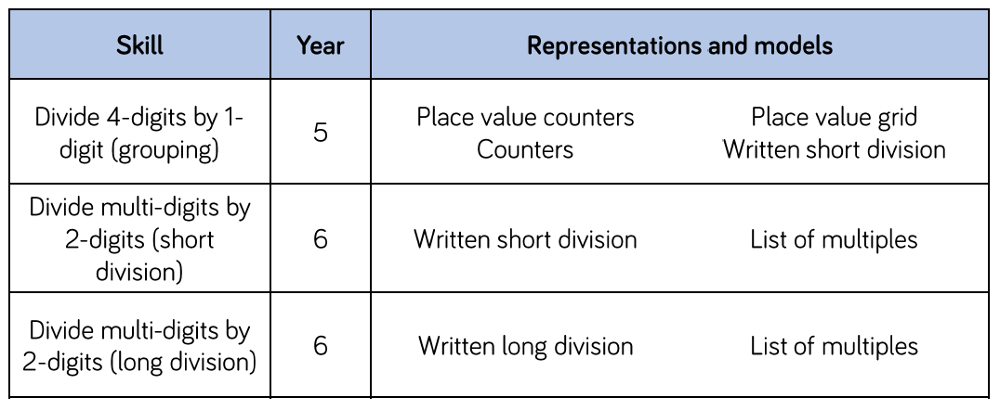 Skill
Year
Representations and models
Divide 4-digits by 1-
digit (grouping)
5
Place value counters
Counters
Place value grid
Written short division
Divide multi-digits by
2-digits (short
division)
6
Written short division
List of multiples
Divide multi-digits by
2-digits (long division)
6
Written long division
List of multiples